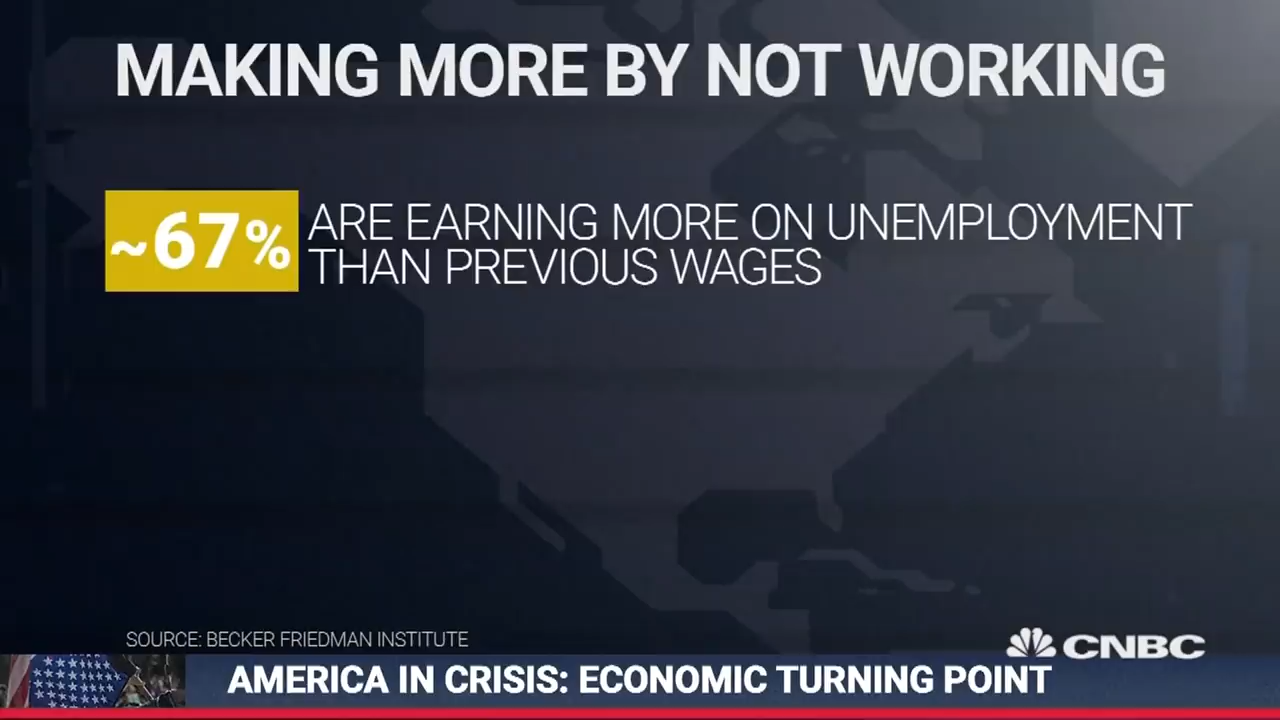 MAKING MORE BY NOT WORKING
~67% ARE EARNING MORE ON UNEMPLOYMENT
THAN PREVIOUS WAGES
SOURCE: BECKER FRIEDMAN INSTITUTE
CNBC
AMERICA IN CRISIS: ECONOMIC TURNING POINT